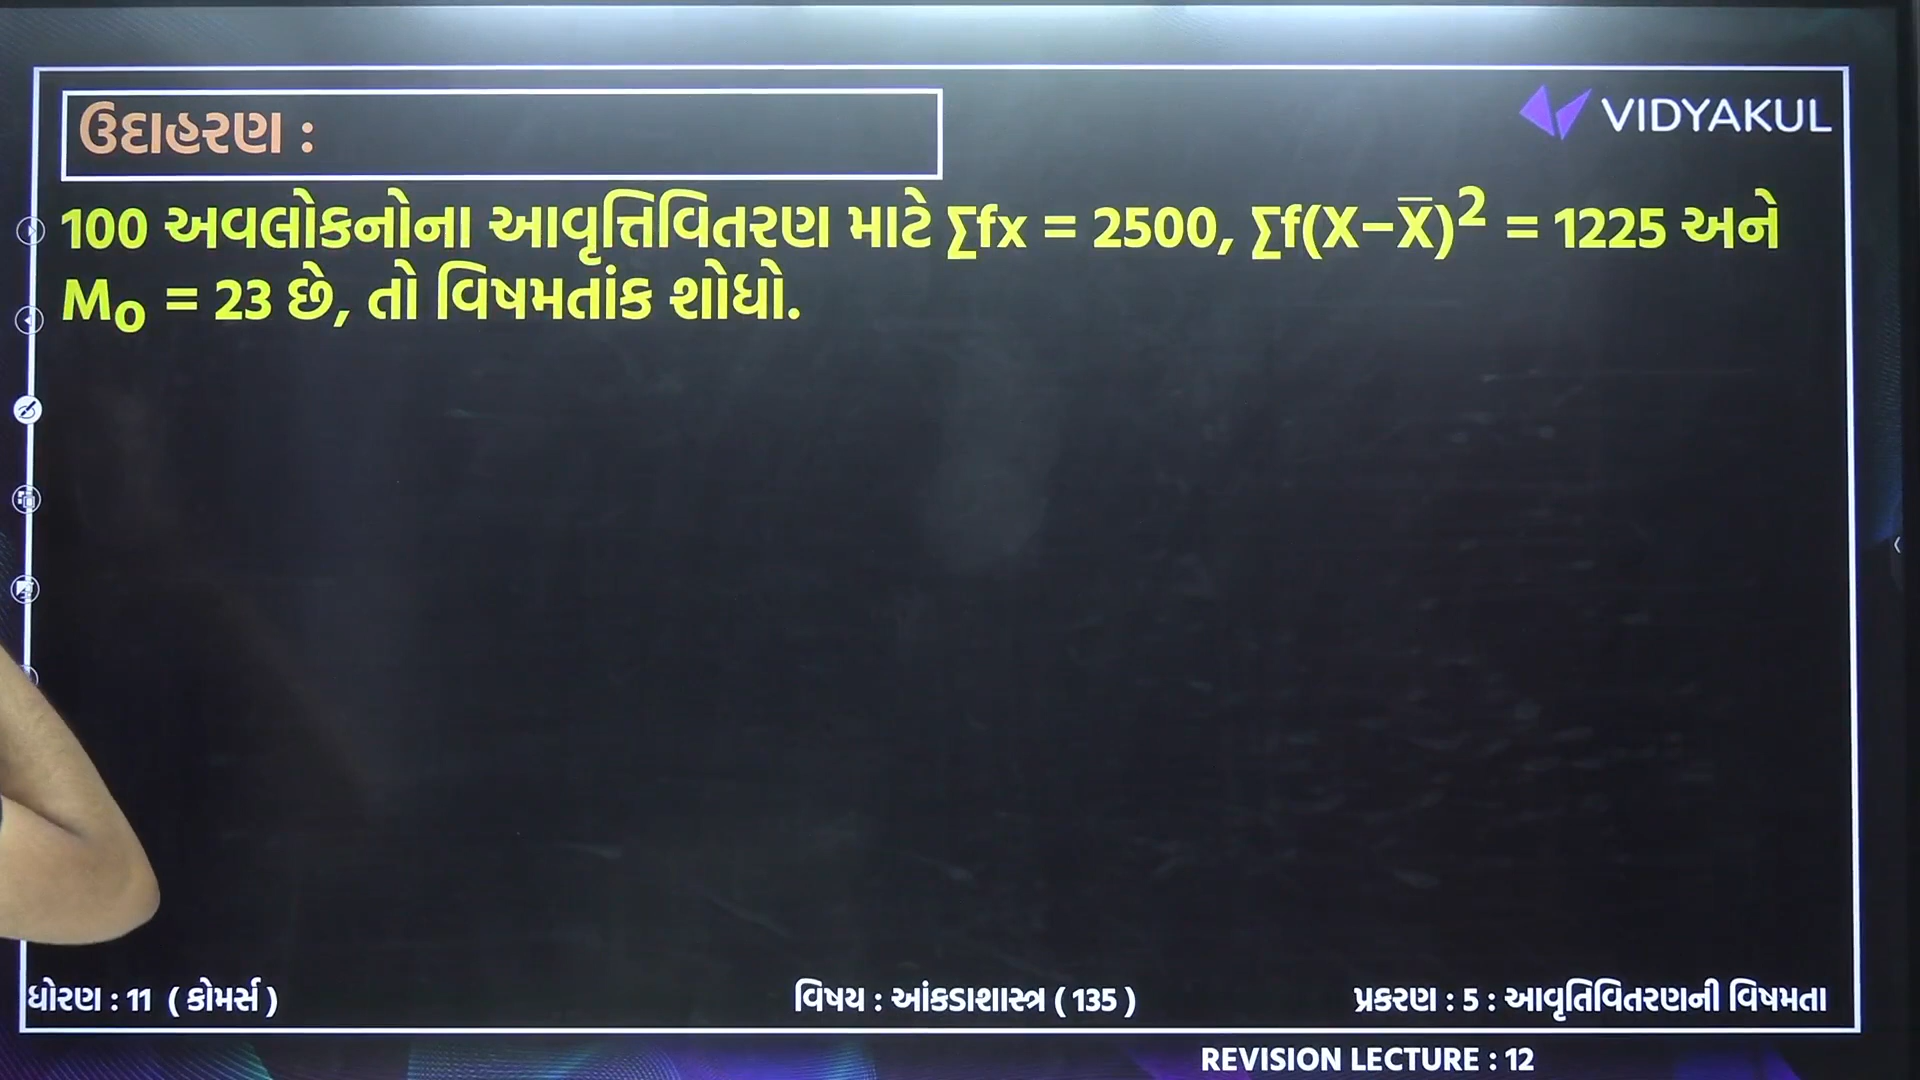 ઉદાહરણ :
VIDYAKUL
100 અવલોકનોના આવૃત્તિવિતરણ માટે ∑fx = 2500, ∑f(X−X̅)² = 1225 અને
M₀ = 23 છે, તો વિષમતાંક શોધો.
ધોરણ : 11 ( કોમર્સ )
વિષય : આંકડાશાસ્ત્ર ( 135 )
પ્રકરણ : 5 : આવૃતિવિતરણની વિષમતા
REVISION LECTURE : 12